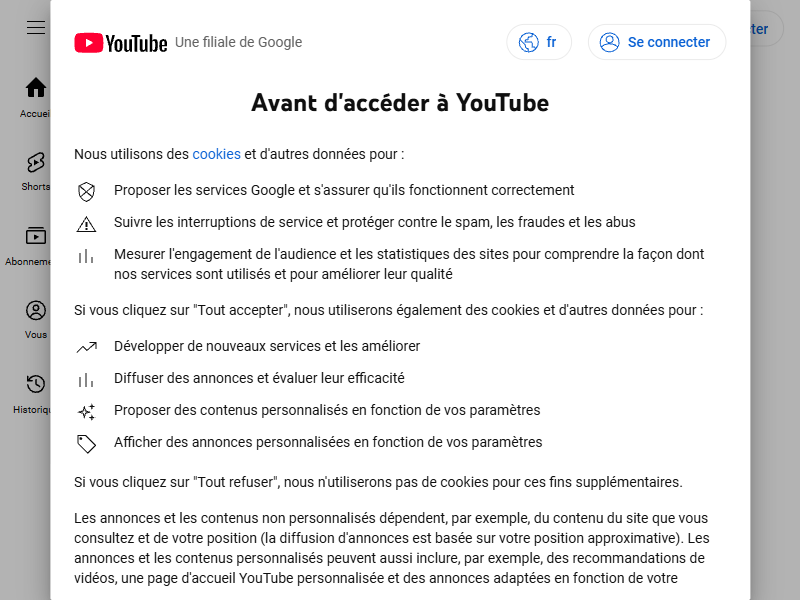 YouTube Une filiale de Google
fr
Se connecter
ter
Accuei
Shorts
Abonneme
Vous
Historiq
Avant d'accéder à YouTube
Nous utilisons des cookies et d'autres données pour :
Proposer les services Google et s'assurer qu'ils fonctionnent correctement
Suivre les interruptions de service et protéger contre le spam, les fraudes et les abus
Mesurer l'engagement de l'audience et les statistiques des sites pour comprendre la façon dont
nos services sont utilisés et pour améliorer leur qualité
Si vous cliquez sur "Tout accepter", nous utiliserons également des cookies et d'autres données pour :
Développer de nouveaux services et les améliorer
Diffuser des annonces et évaluer leur efficacité
Proposer des contenus personnalisés en fonction de vos paramètres
Afficher des annonces personnalisées en fonction de vos paramètres
Si vous cliquez sur "Tout refuser", nous n'utiliserons pas de cookies pour ces fins supplémentaires.
Les annonces et les contenus non personnalisés dépendent, par exemple, du contenu du site que vous
consultez et de votre position (la diffusion d'annonces est basée sur votre position approximative). Les
annonces et les contenus personnalisés peuvent aussi inclure, par exemple, des recommandations de
vidéos, une page d'accueil YouTube personnalisée et des annonces adaptées en fonction de votre